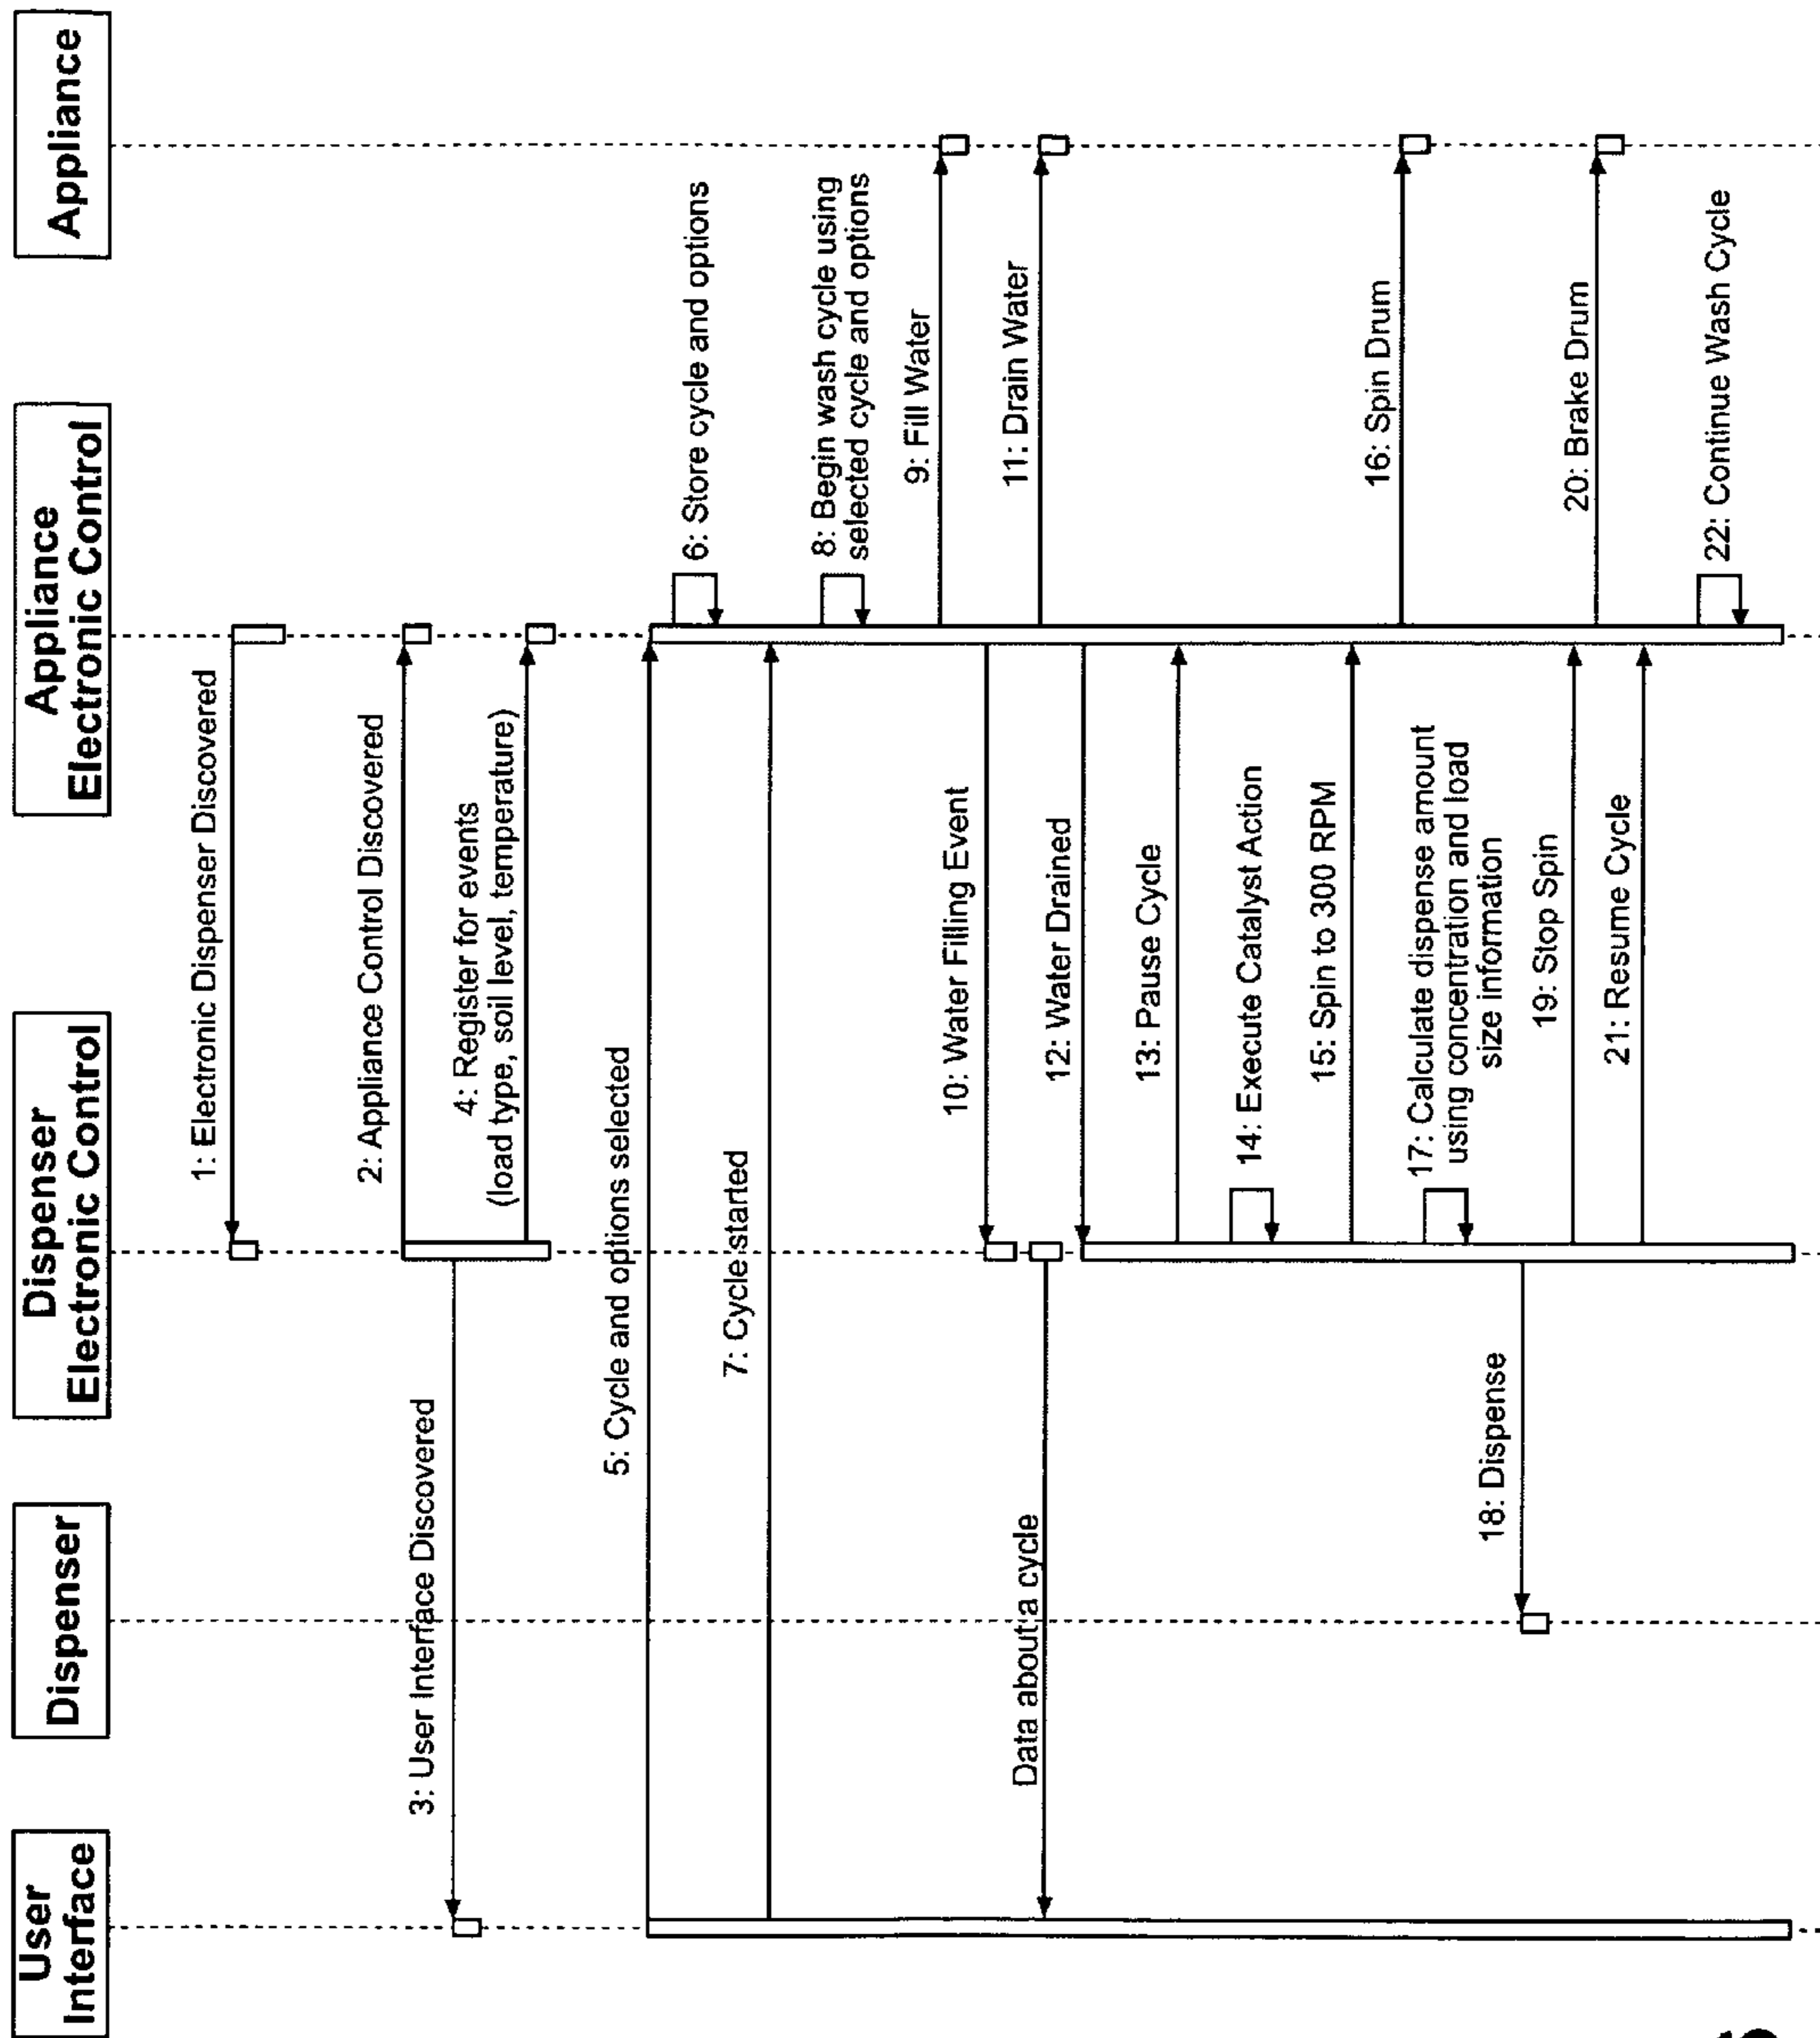 User
Interface
Dispenser
Dispenser
Electronic Control
Appliance
Electronic Control
Appliance
1: Electronic Dispenser Discovered
2: Appliance Control Discovered
3: User Interface Discovered
4: Register for events
(load type, soil level, temperature)
5: Cycle and options selected
6: Store cycle and options
7: Cycle started
8: Begin wash cycle using
selected cycle and options
9: Fill Water
10: Water Filling Event
11: Drain Water
Data about a cycle
12: Water Drained
13: Pause Cycle
14: Execute Catalyst Action
15: Spin to 300 RPM
16: Spin Drum
17: Calculate dispense amount
using concentration and load
size information
18: Dispense
19: Stop Spin
20: Brake Drum
21: Resume Cycle
22: Continue Wash Cycle